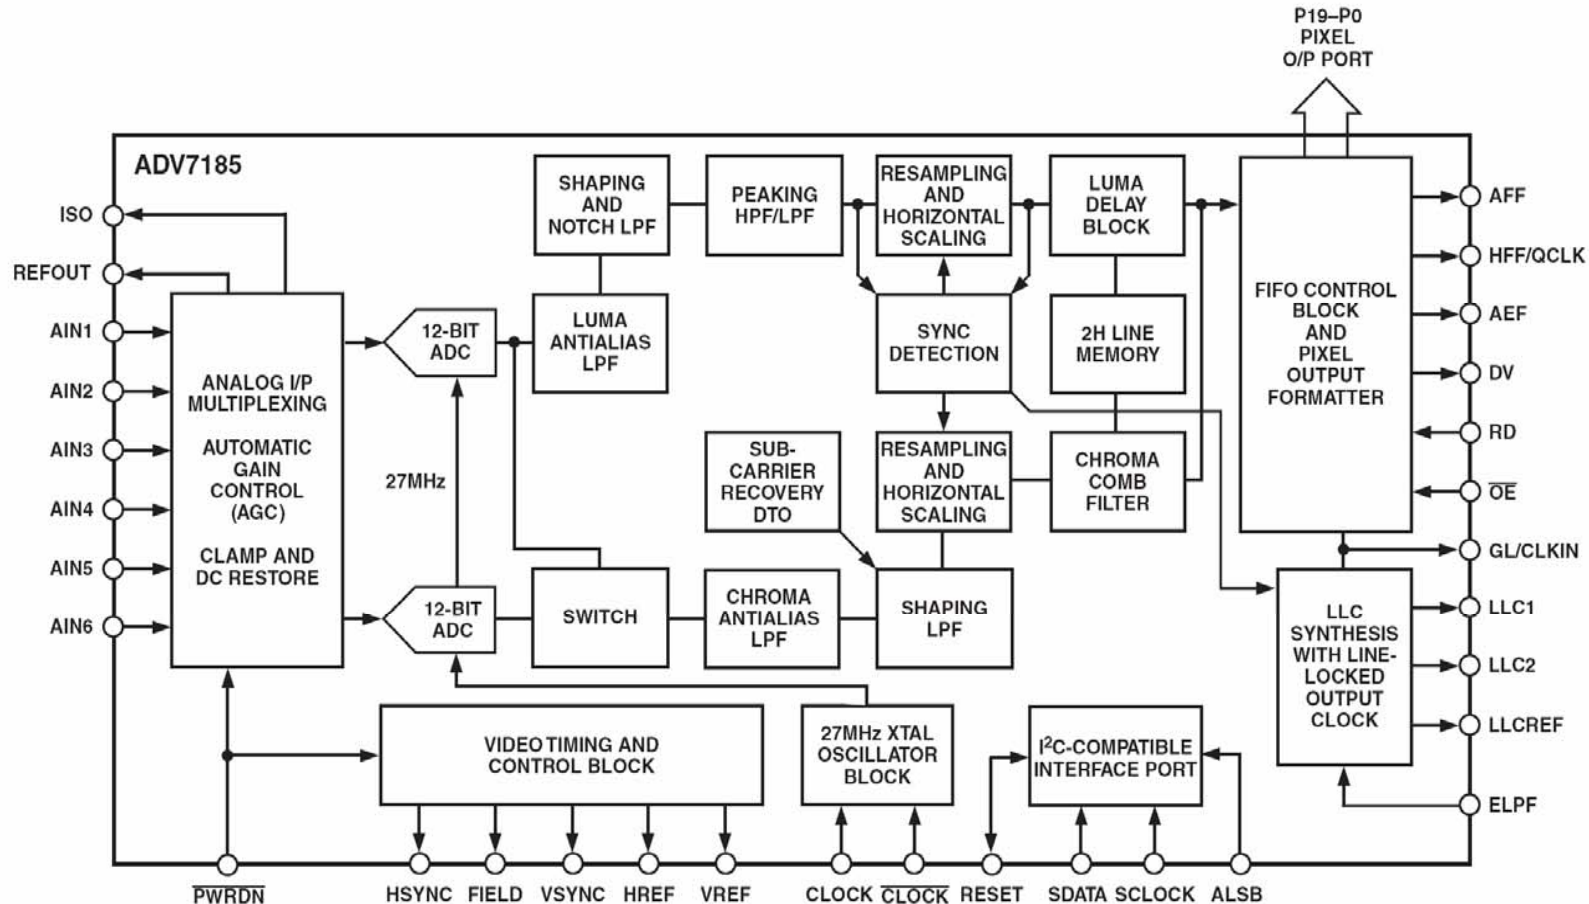 P19–P0
PIXEL
O/P PORT
ADV7185
ISO
REFOUT
AIN1
AIN2
AIN3
AIN4
AIN5
AIN6
ANALOG I/P
MULTIPLEXING
AUTOMATIC
GAIN
CONTROL
(AGC)
CLAMP AND
DC RESTORE
12-BIT
ADC
27MHz
12-BIT
ADC
SHAPING
AND
NOTCH LPF
LUMA
ANTIALIAS
LPF
SWITCH
PEAKING
HPF/LPF
SUB-
CARRIER
RECOVERY
DTO
CHROMA
ANTIALIAS
LPF
RESAMPLING
AND
HORIZONTAL
SCALING
SYNC
DETECTION
RESAMPLING
AND
HORIZONTAL
SCALING
SHAPING
LPF
LUMA
DELAY
BLOCK
2H LINE
MEMORY
CHROMA
COMB
FILTER
FIFO CONTROL
BLOCK
AND
PIXEL
OUTPUT
FORMATTER
LLC
SYNTHESIS
WITH LINE-
LOCKED
OUTPUT
CLOCK
AFF
HFF/QCLK
AEF
DV
RD
OE
GL/CLKIN
LLC1
LLC2
LLCREF
ELPF
VIDEO TIMING AND
CONTROL BLOCK
27MHz XTAL
OSCILLATOR
BLOCK
I²C-COMPATIBLE
INTERFACE PORT
PWRDN
HSYNC
FIELD
VSYNC
HREF
VREF
CLOCK
CLOCK
RESET
SDATA
SCLOCK
ALSB